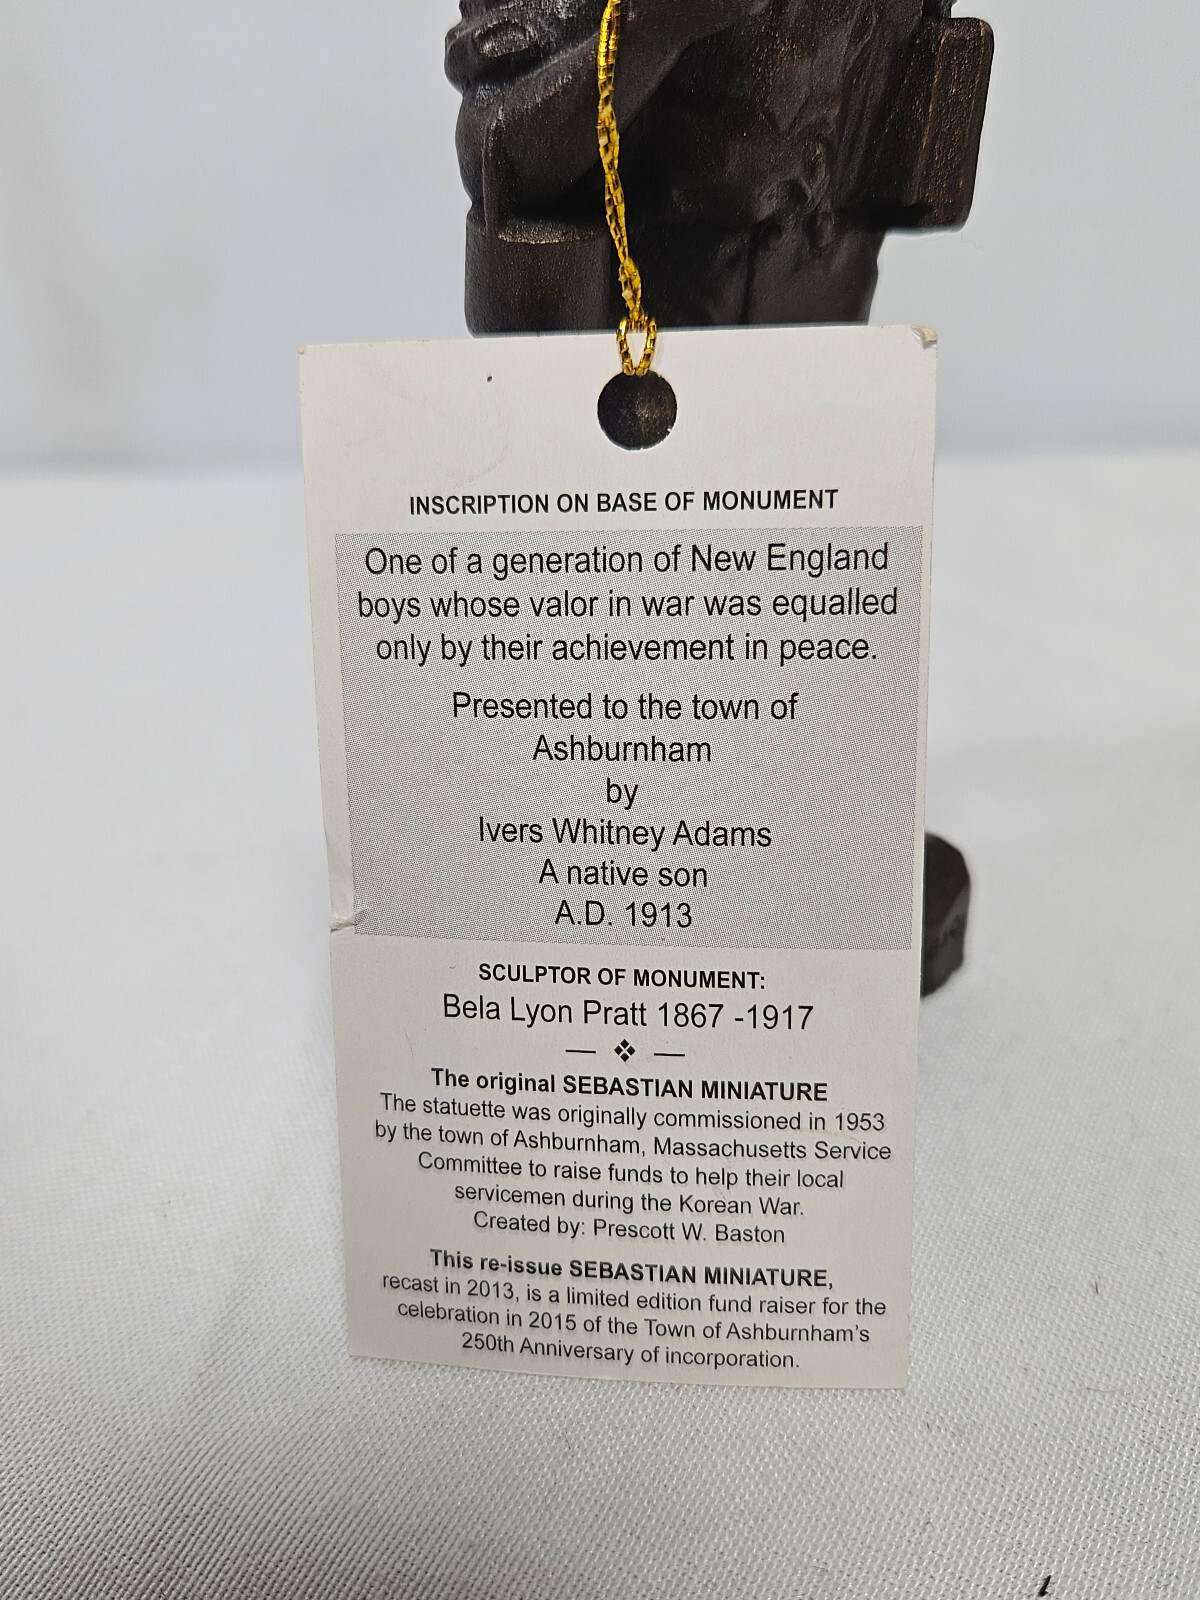 INSCRIPTION ON BASE OF MONUMENT
One of a generation of New England
boys whose valor in war was equalled
only by their achievement in peace.
Presented to the town of
Ashburnham
by
Ivers Whitney Adams
A native son
A.D. 1913
SCULPTOR OF MONUMENT:
Bela Lyon Pratt 1867 -1917
The original SEBASTIAN MINIATURE
The statuette was originally commissioned in 1953
by the town of Ashburnham, Massachusetts Service
Committee to raise funds to help their local
servicemen during the Korean War.
Created by: Prescott W. Baston
This re-issue SEBASTIAN MINIATURE,
recast in 2013, is a limited edition fund raiser for the
celebration in 2015 of the Town of Ashburnham's
250th Anniversary of incorporation.